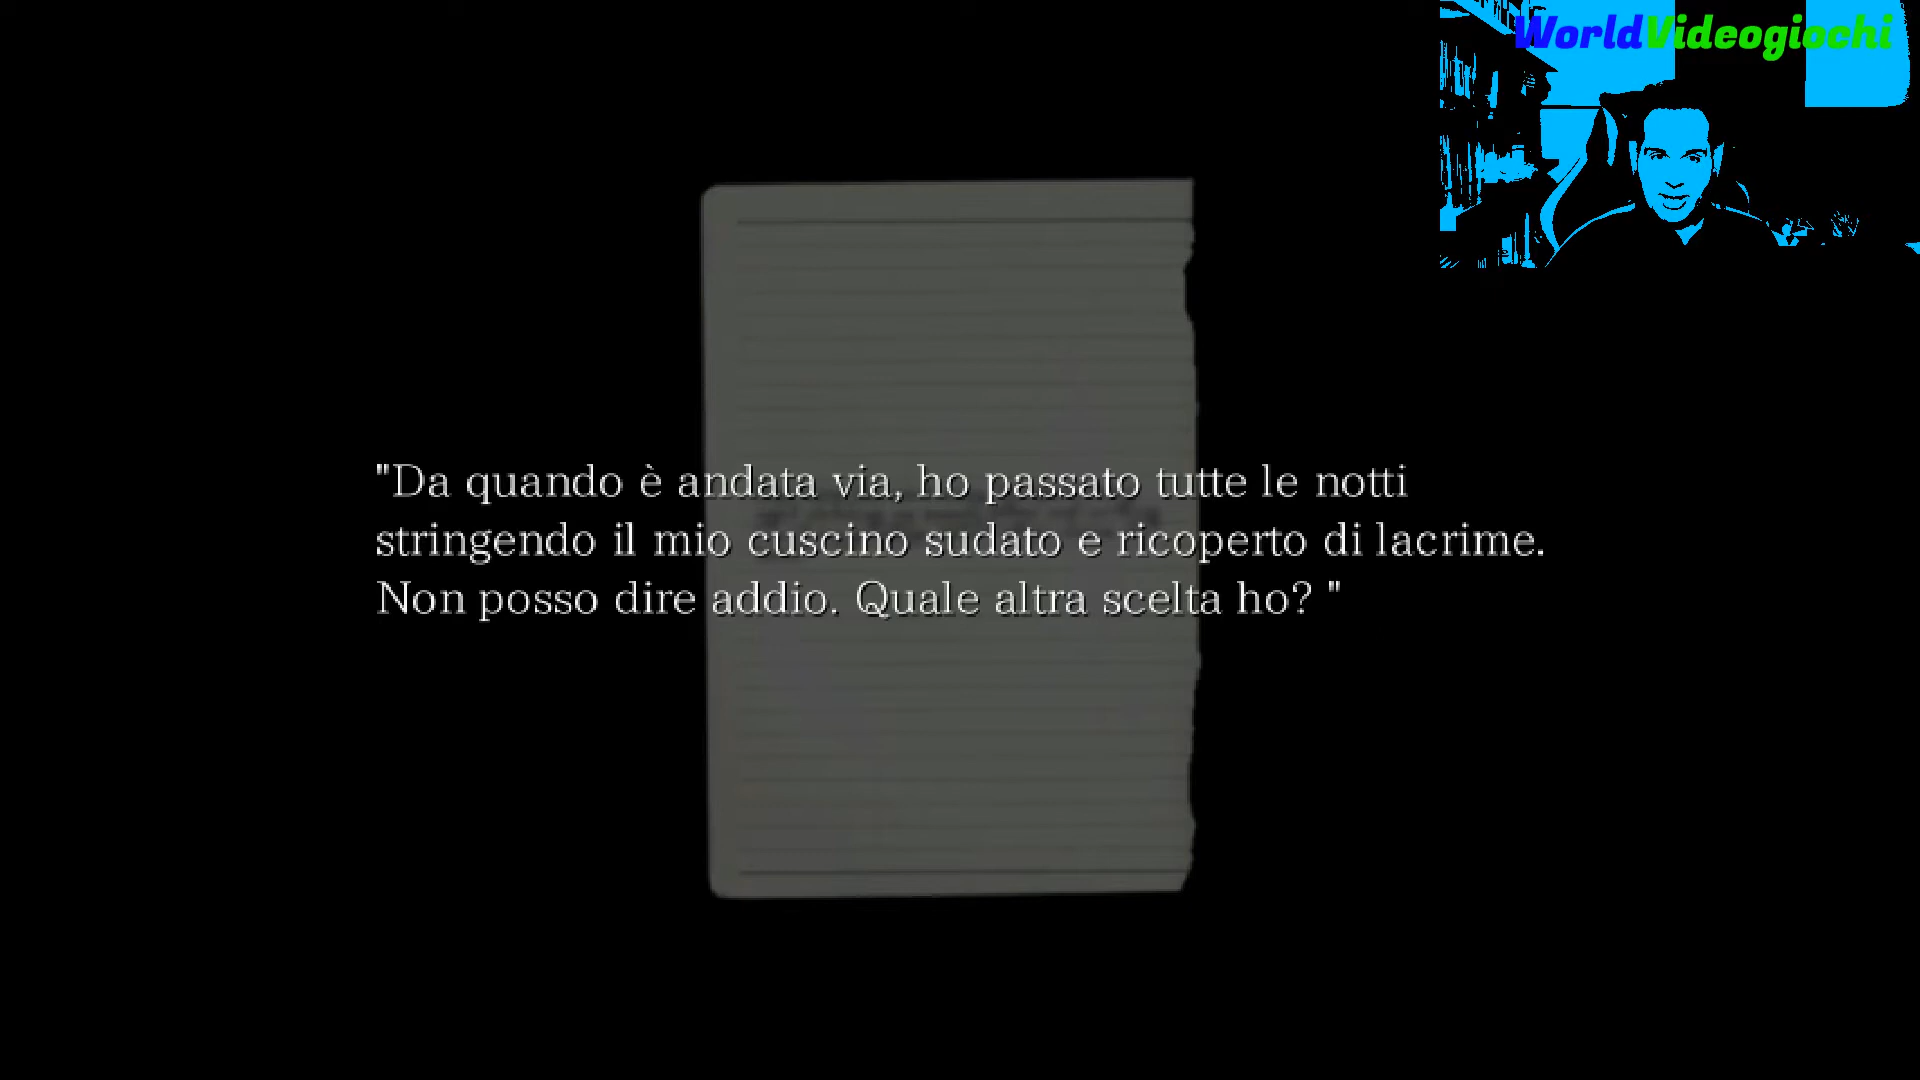 WorldVideogiochi
"Da quando è andata via, ho passato tutte le notti
stringendo il mio cuscino sudato e ricoperto di lacrime.
Non posso dire addio. Quale altra scelta ho? "